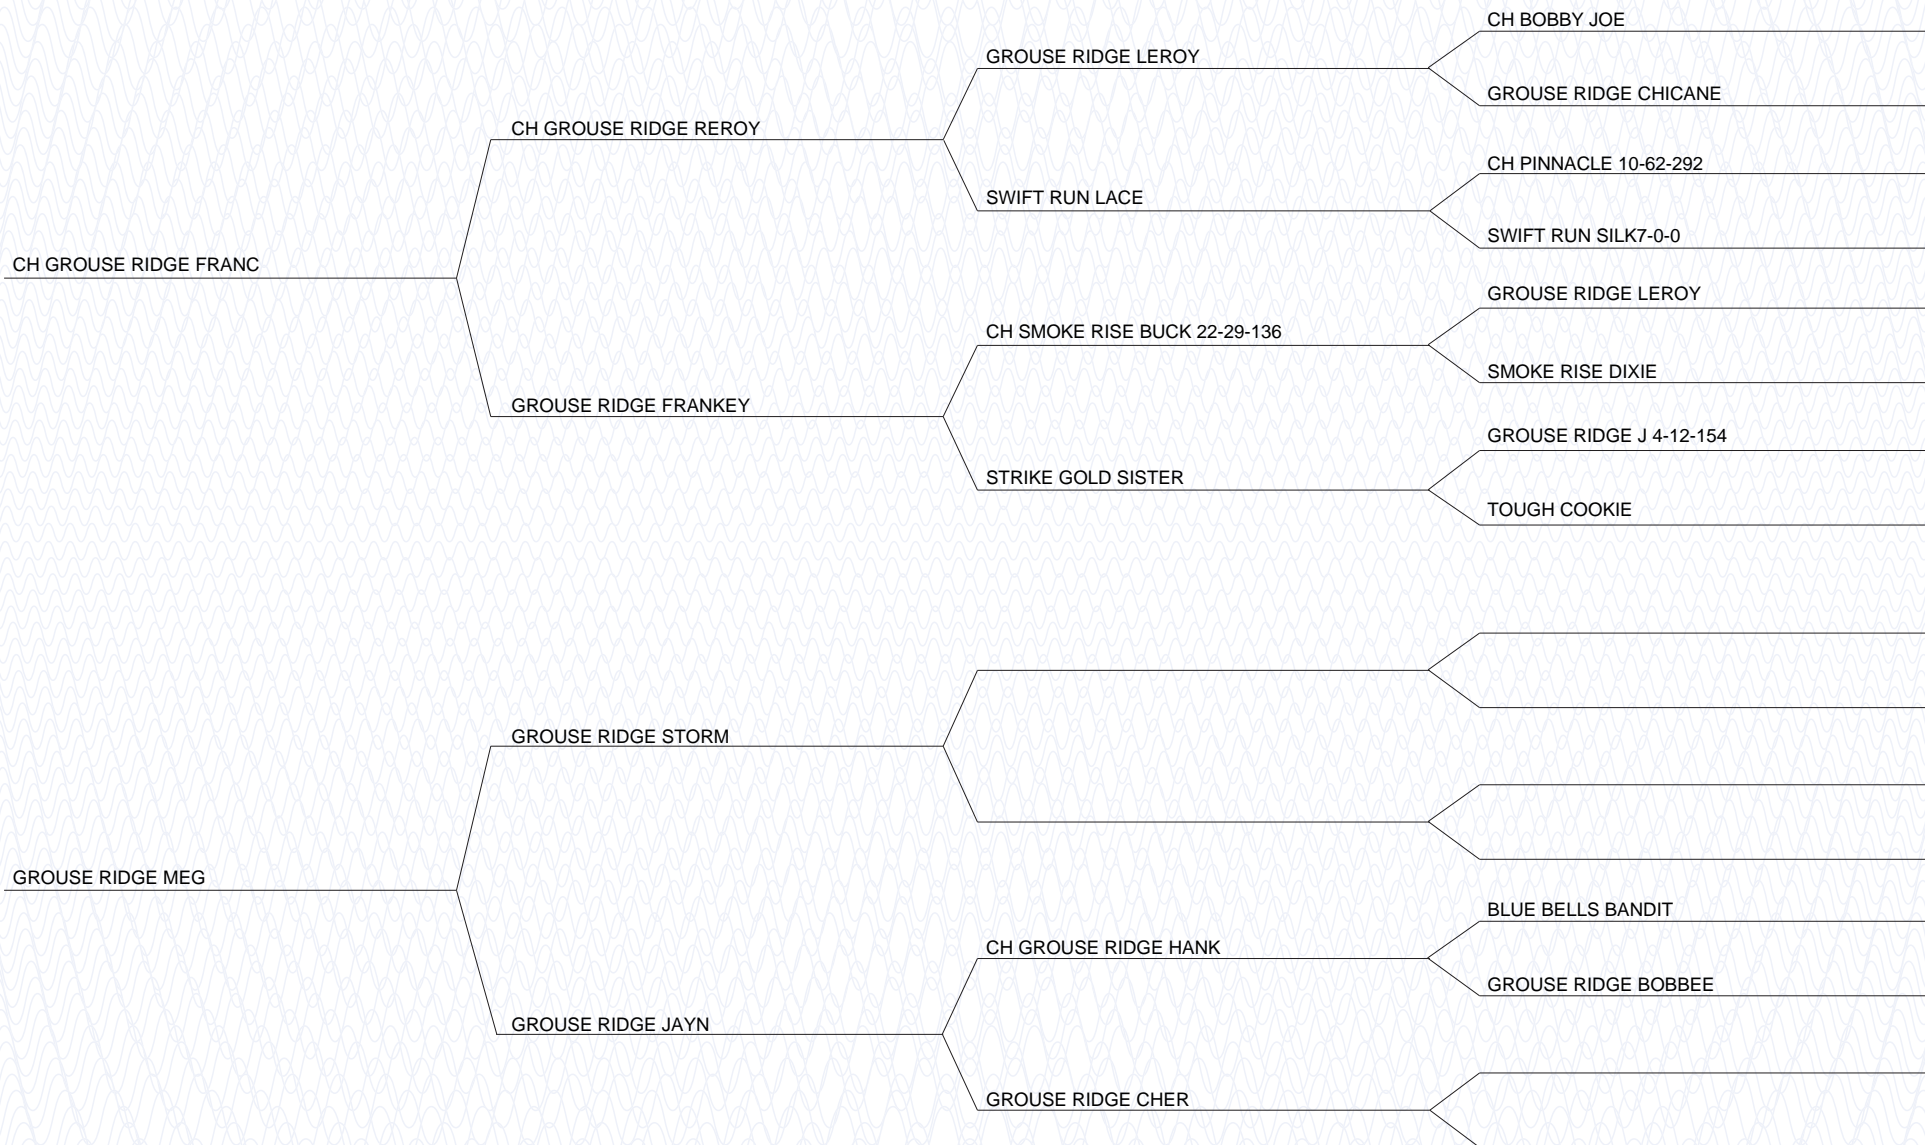 CH BOBBY JOE
GROUSE RIDGE LEROY
GROUSE RIDGE CHICANE
CH GROUSE RIDGE REROY
CH PINNACLE 10-62-292
SWIFT RUN LACE
SWIFT RUN SILK7-0-0
CH GROUSE RIDGE FRANC
GROUSE RIDGE LEROY
CH SMOKE RISE BUCK 22-29-136
SMOKE RISE DIXIE
GROUSE RIDGE FRANKEY
GROUSE RIDGE J 4-12-154
STRIKE GOLD SISTER
TOUGH COOKIE
GROUSE RIDGE STORM
GROUSE RIDGE MEG
BLUE BELLS BANDIT
CH GROUSE RIDGE HANK
GROUSE RIDGE BOBBEE
GROUSE RIDGE JAYN
GROUSE RIDGE CHER